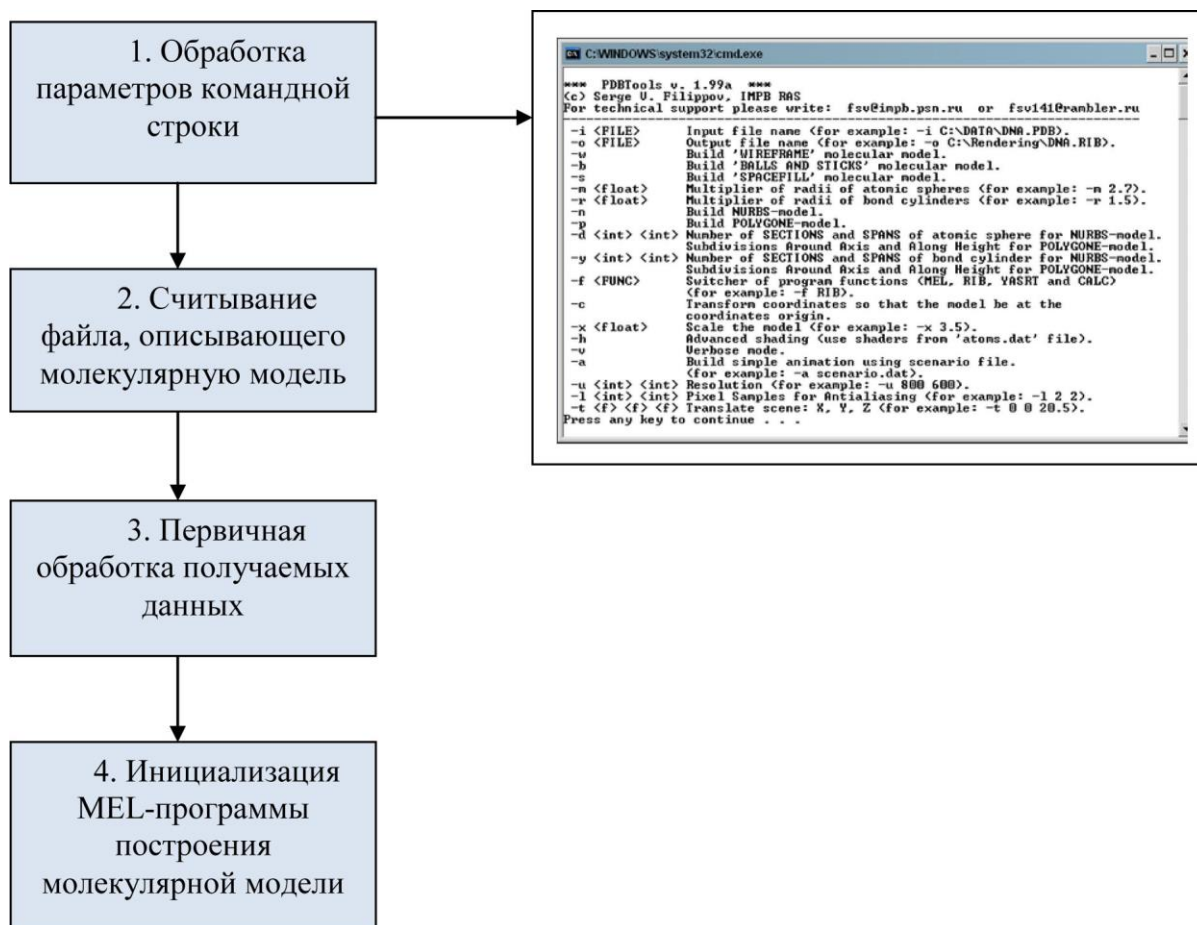 1. Обработка
параметров командной
строки
2. Считывание
файла, описывающего
молекулярную модель
3. Первичная
обработка получаемых
данных
4. Инициализация
MEL-программы
построения
молекулярной модели
C:\WINDOWS\system32\cmd.exe
*** PDBTools v. 1.99a ***
(c) Serge V. Filippov, IMPB RAS
For technical support please write: fsv@impb.psn.ru or fsv141@rambler.ru
-i <FILE> Input file name (for example: -i C:\DATA\DNA.PDB).
-o <FILE> Output file name (for example: -o C:\Rendering\DNA.RIB).
-w Build 'WIREFRAME' molecular model.
-b Build 'BALLS AND STICKS' molecular model.
-s Build 'SPACEFILL' molecular model.
-m <float> Multiplier of radii of atomic spheres (for example: -m 2.7).
-r <float> Multiplier of radii of bond cylinders (for example: -r 1.5).
-n Build NURBS-model.
-p Build POLYGONE-model.
-d <int> <int> Number of SECTIONS and SPANS of atomic sphere for NURBS-model.
Subdivisions Around Axis and Along Height for POLYGONE-model.
-y <int> <int> Number of SECTIONS and SPANS of bond cylinder for NURBS-model.
Subdivisions Around Axis and Along Height for POLYGONE-model.
-f <FUNC> Switcher of program functions (MEL, RIB, YASRT and CALC)
(for example: -f RIB).
-c Transform coordinates so that the model be at the
coordinates origin.
-x <float> Scale the model (for example: -x 3.5).
-h Advanced shading (use shaders from 'atoms.dat' file).
-v Verbose mode.
-a Build simple animation using scenario file.
(for example: -a scenario.dat).
-u <int> <int> Resolution (for example: -u 800 600).
-l <int> <int> Pixel Samples for Antialiasing (for example: -l 2 2).
-t <f> <f> <f> Translate scene: X, Y, Z (for example: -t 0 0 20.5).
Press any key to continue . . .